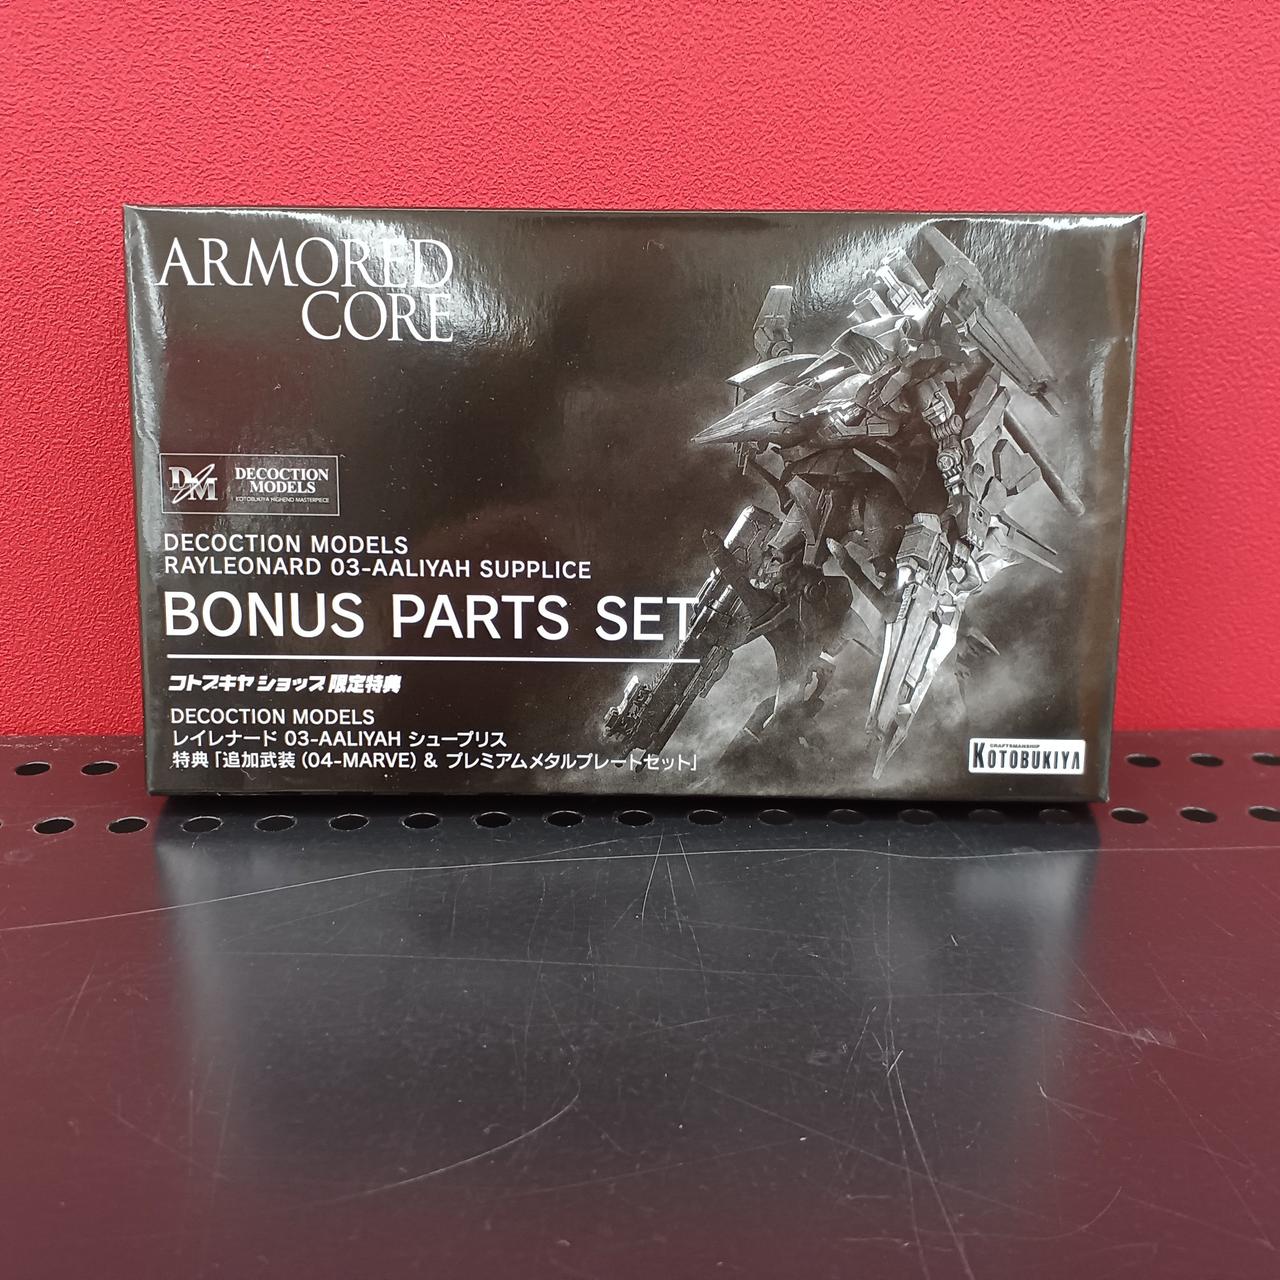 ARMORED
CORE
DM
DECOCTION
MODELS
KOTOBUKIYA HIGHEND MASTERPIECE
DECOCTION MODELS
RAYLEONARD 03-AALIYAH SUPPLICE
BONUS PARTS SET
コトブキヤ ショップ 限定特典
DECOCTION MODELS
レイレナード 03-AALIYAH シュープリス
特典「追加武装（04-MARVE）& プレミアムメタルプレートセット」
CRAFTSMANSHIP
KOTOBUKIYA